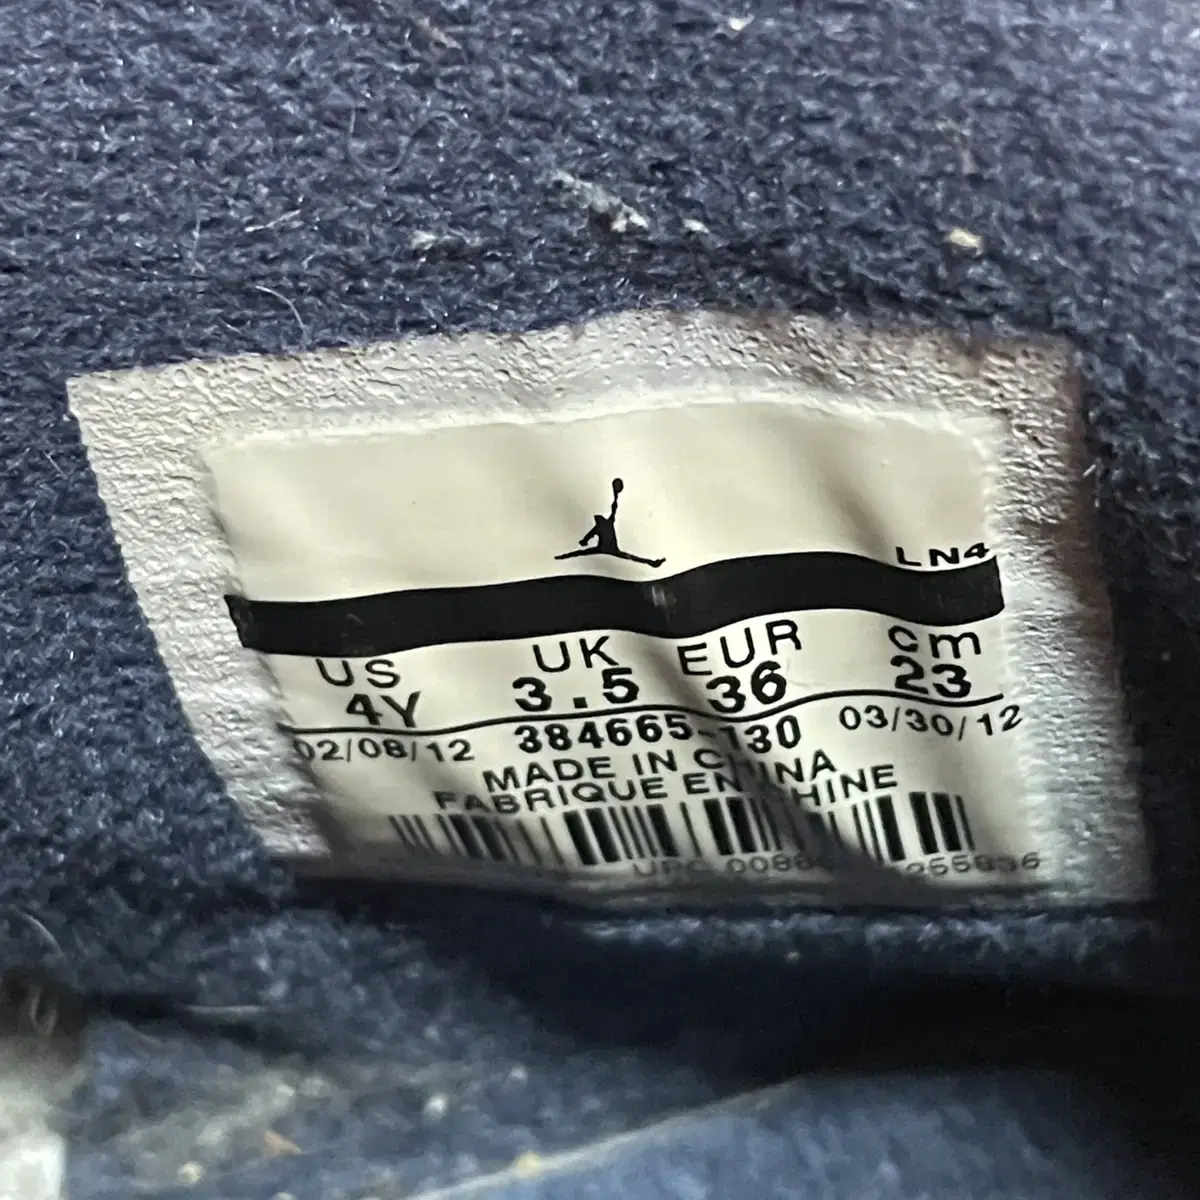 LN4
US UK EUR cm
4Y 3.5 36 23
02/08/12 384665-130 03/30/12
MADE IN CHINA
FABRIQUE EN CHINE
UPC